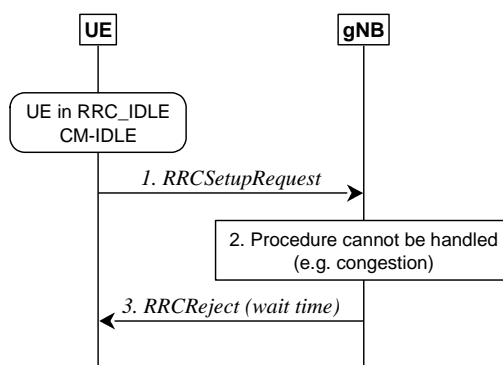 UE
gNB
UE in RRC_IDLE
CM-IDLE
1. RRCSetupRequest
2. Procedure cannot be handled
(e.g. congestion)
3. RRCReject (wait time)